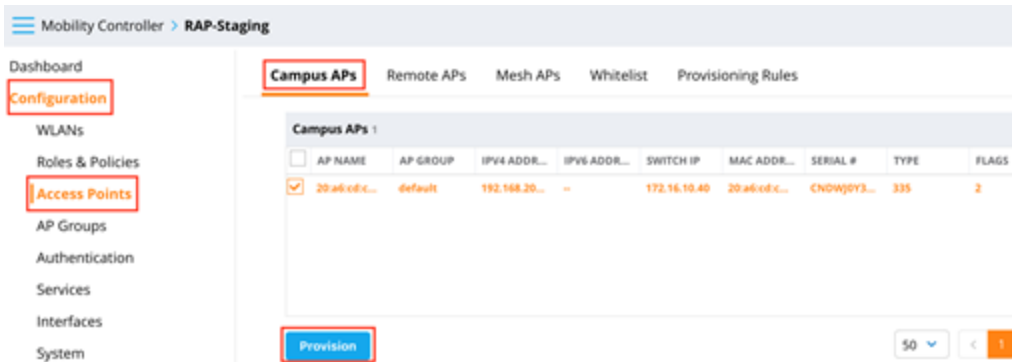 Mobility Controller > RAP-Staging
Dashboard
Configuration
WLANs
Roles & Policies
Access Points
AP Groups
Authentication
Services
Interfaces
System
Campus APs Remote APs Mesh APs Whitelist Provisioning Rules
Campus APs 1
AP NAME AP GROUP IPV4 ADDR... IPV6 ADDR... SWITCH IP MAC ADDR... SERIAL # TYPE FLAGS
20:a6:cd:c... default 192.168.20... -- 172.16.10.40 20:a6:cd:c... CNDWJ0Y3... 335 2
Provision
50 < 1